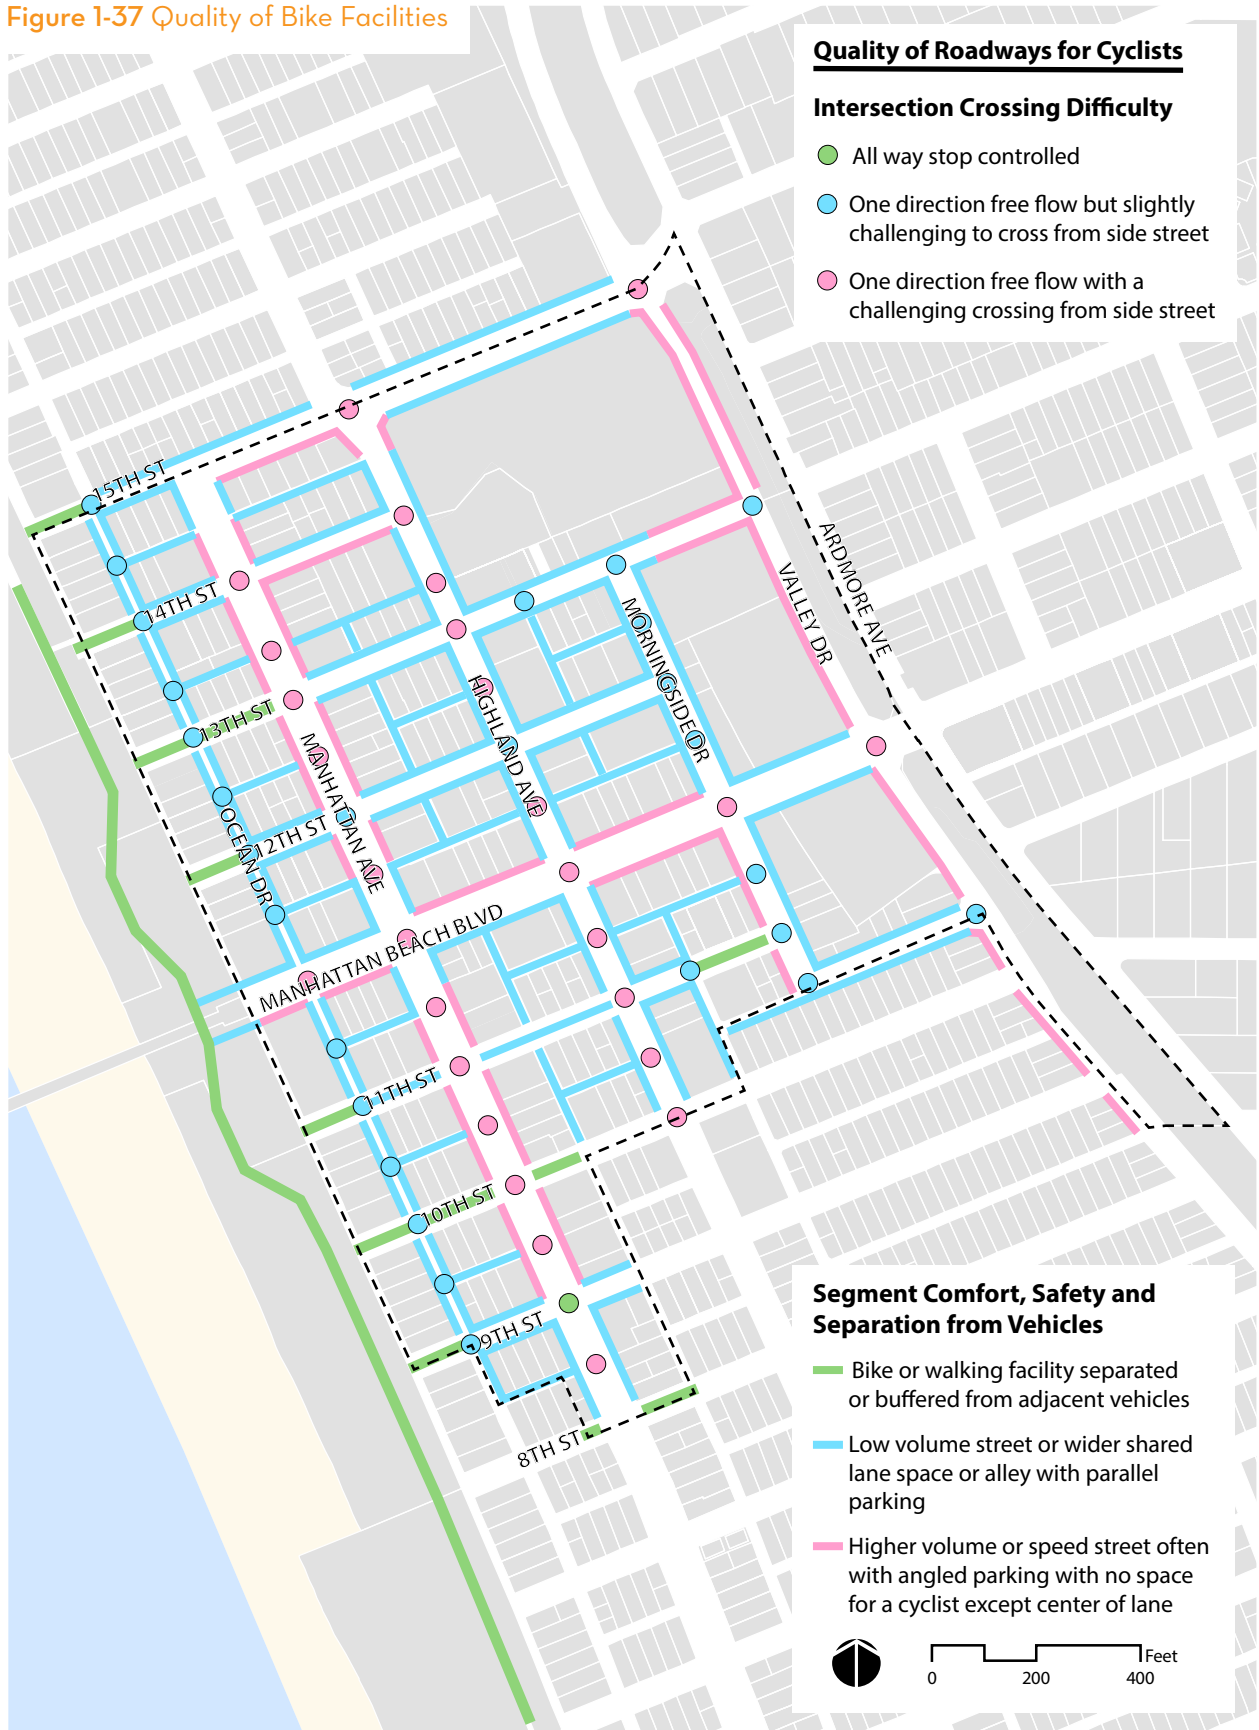 Figure 1-37 Quality of Bike Facilities
Quality of Roadways for Cyclists
Intersection Crossing Difficulty
All way stop controlled
One direction free flow but slightly
challenging to cross from side street
One direction free flow with a
challenging crossing from side street
15TH ST
14TH ST
13TH ST
12TH ST
OCEAN DR
MANHATTAN AVE
HIGHLAND AVE
MORNINGSIDE DR
VALLEY DR
ARDMORE AVE
MANHATTAN BEACH BLVD
11TH ST
10TH ST
9TH ST
8TH ST
Segment Comfort, Safety and
Separation from Vehicles
Bike or walking facility separated
or buffered from adjacent vehicles
Low volume street or wider shared
lane space or alley with parallel
parking
Higher volume or speed street often
with angled parking with no space
for a cyclist except center of lane
Feet
0 200 400